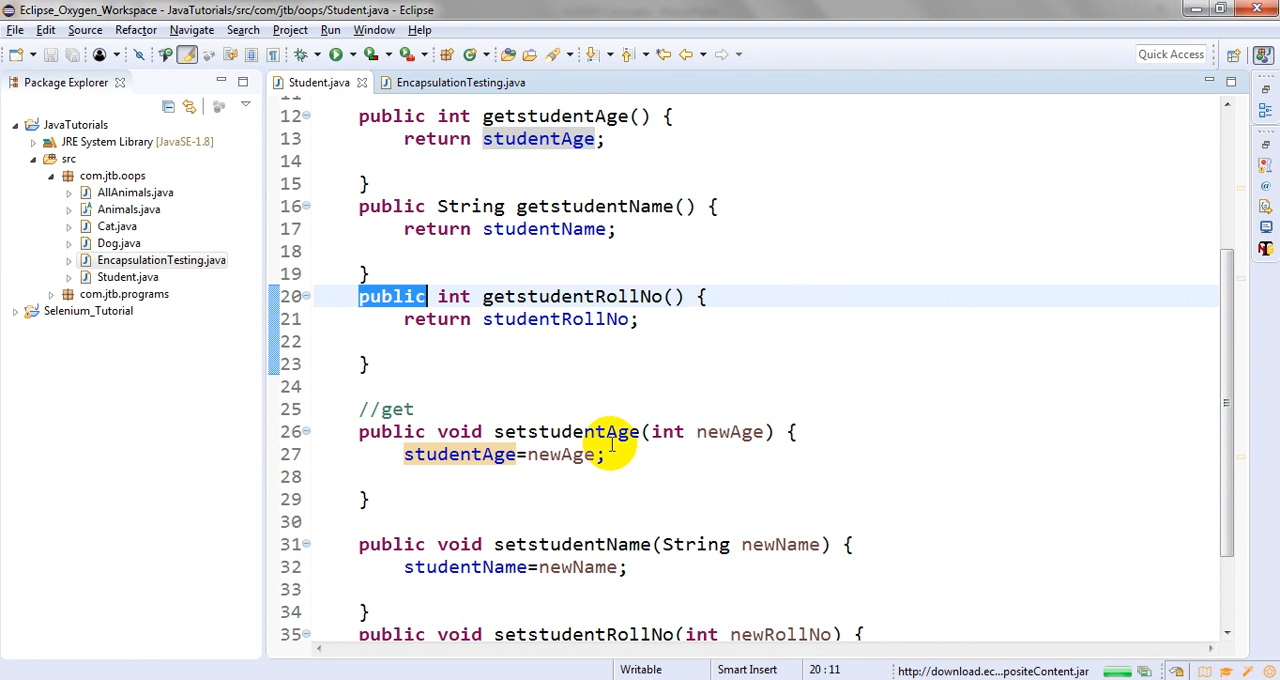 Eclipse_Oxygen_Workspace - JavaTutorials/src/com/jtb/oops/Student.java - Eclipse
File Edit Source Refactor Navigate Search Project Run Window Help
Quick Access
Package Explorer
Student.java
EncapsulationTesting.java
JavaTutorials
JRE System Library [JavaSE-1.8]
src
com.jtb.oops
AllAnimals.java
Animals.java
Cat.java
Dog.java
EncapsulationTesting.java
Student.java
com.jtb.programs
Selenium_Tutorial
11
12 public int getstudentAge() {
13 return studentAge;
14
15 }
16 public String getstudentName() {
17 return studentName;
18
19 }
20 public int getstudentRollNo() {
21 return studentRollNo;
22
23 }
24
25 //get
26 public void setstudentAge(int newAge) {
27 studentAge=newAge;
28
29 }
30
31 public void setstudentName(String newName) {
32 studentName=newName;
33
34 }
35 public void setstudentRollNo(int newRollNo) {
Writable Smart Insert 20 : 11 http://download.ec...positeContent.jar